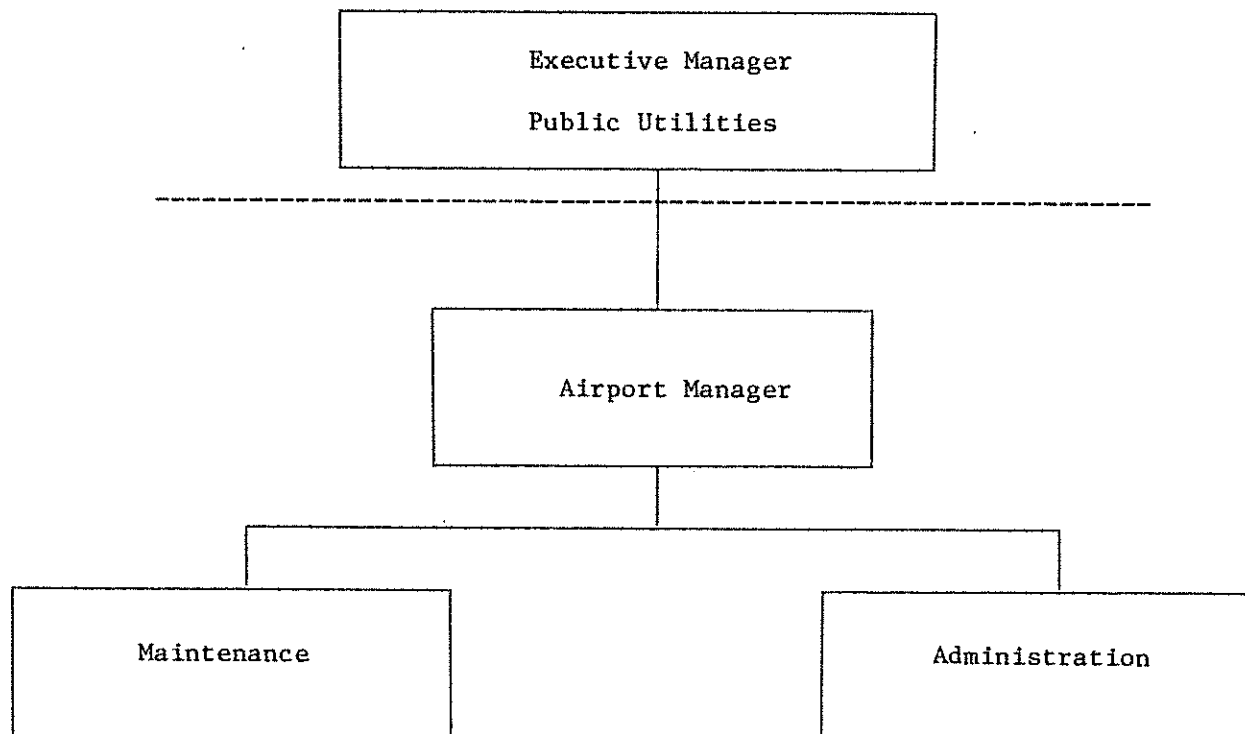 Executive Manager
Public Utilities
Airport Manager
Maintenance
Administration